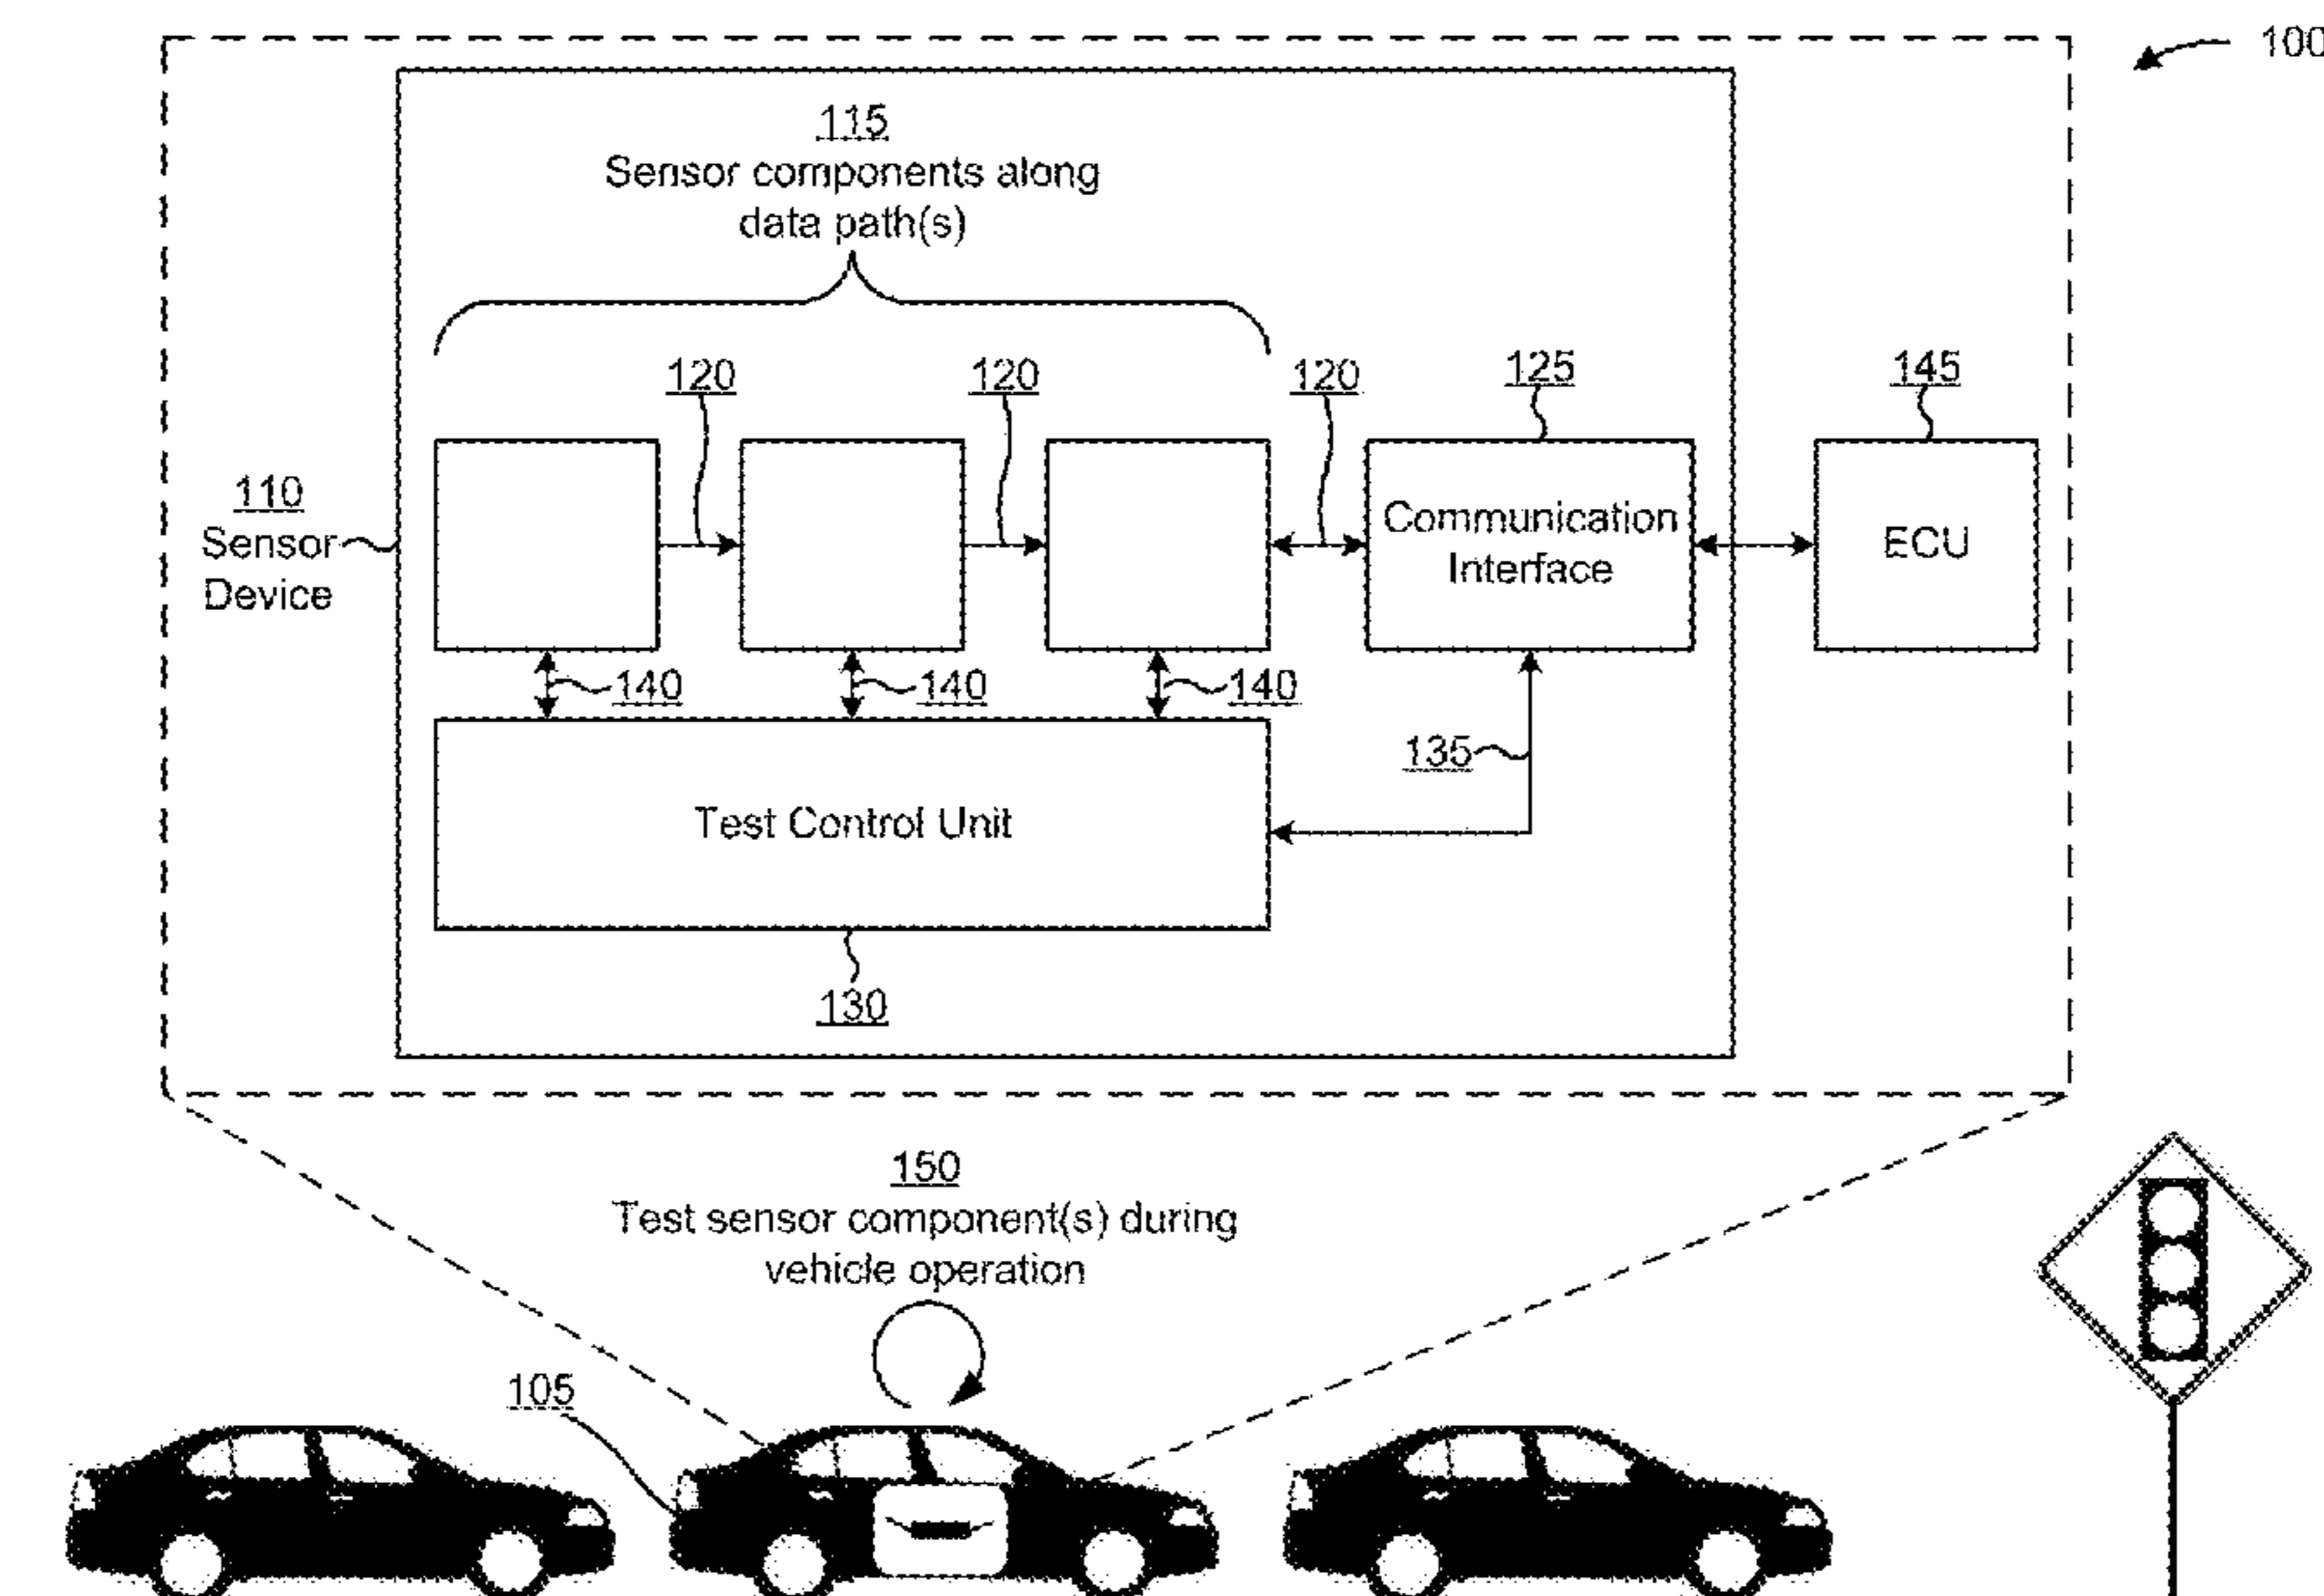 100
115
Sensor components along
data path(s)
120
120
120
125
145
110
Sensor
Device
Communication
Interface
ECU
140
140
140
135
Test Control Unit
130
150
Test sensor component(s) during
vehicle operation
105